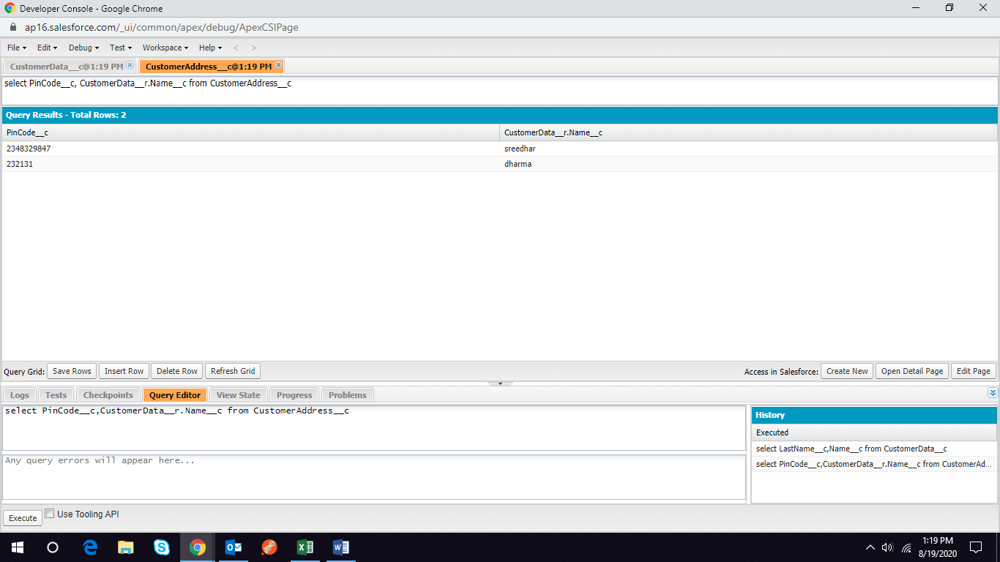 Developer Console - Google Chrome
ap16.salesforce.com/_ui/common/apex/debug/ApexCSIPage
File Edit Debug Test Workspace Help < >
CustomerData__c@1:19 PM CustomerAddress__c@1:19 PM
select PinCode__c, CustomerData__r.Name__c from CustomerAddress__c
Query Results - Total Rows: 2
PinCode__c CustomerData__r.Name__c
2348329847 sreedhar
232131 dharma
Query Grid: Save Rows Insert Row Delete Row Refresh Grid Access in Salesforce: Create New Open Detail Page Edit Page
Logs Tests Checkpoints Query Editor View State Progress Problems
select PinCode__c,CustomerData__r.Name__c from CustomerAddress__c
Any query errors will appear here...
History
Executed
select LastName__c,Name__c from CustomerData__c
select PinCode__c,CustomerData__r.Name__c from CustomerAd...
Execute Use Tooling API
1:19 PM
8/19/2020